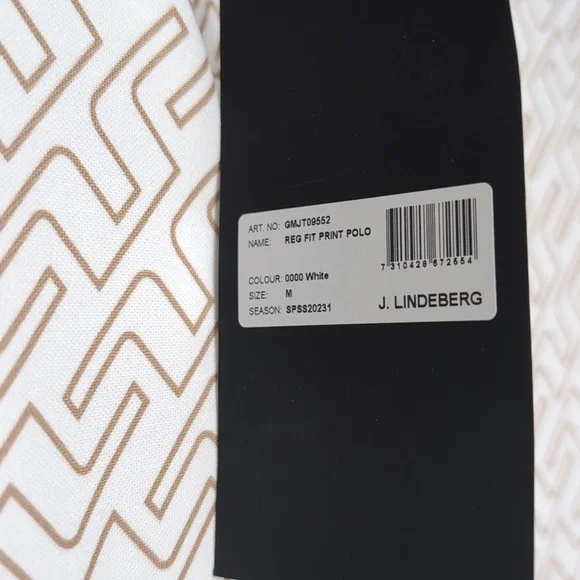 ART. NO: GMJT09552
NAME: REG FIT PRINT POLO
COLOUR: 0000 White
SIZE: M
SEASON: SPSS20231
7 310428 672554
J. LINDEBERG